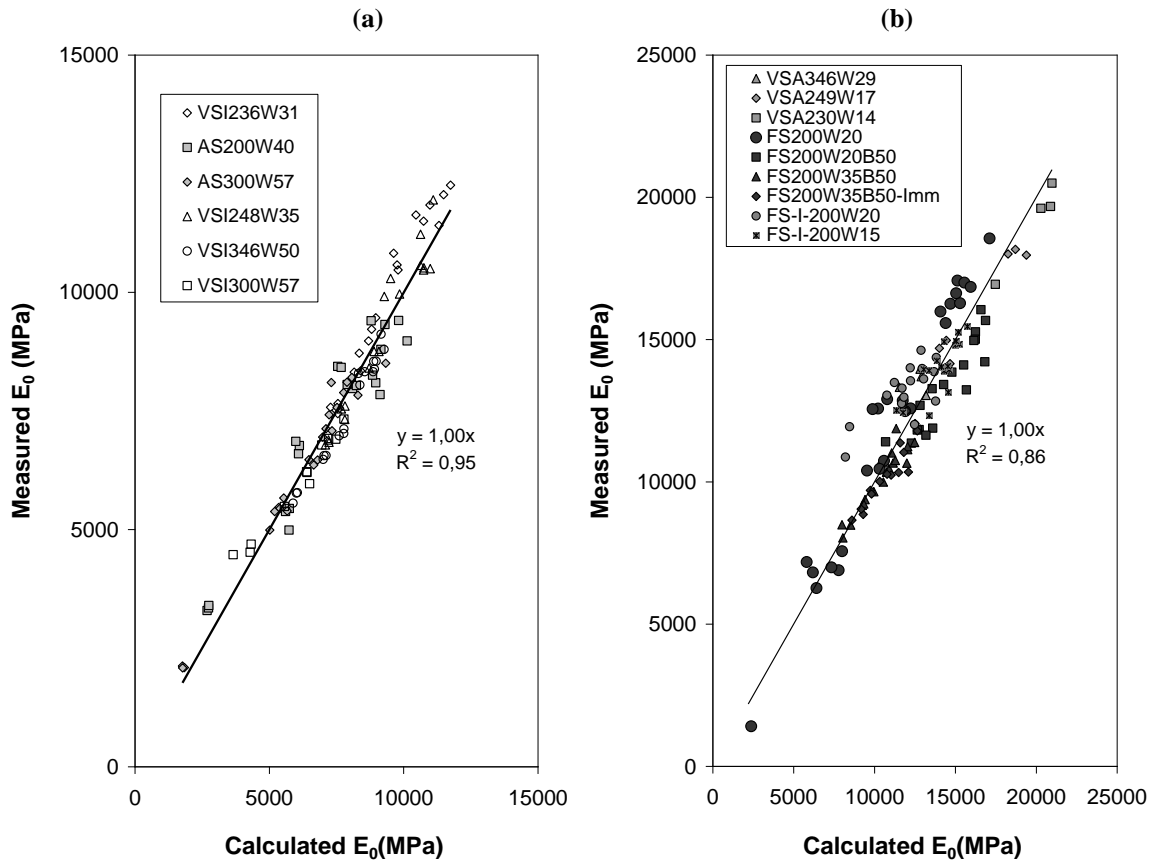 (a)
15000
10000
5000
0
0 5000 10000 15000
Measured E0 (MPa)
Calculated E0(MPa)
VSI236W31
AS200W40
AS300W57
VSI248W35
VSI346W50
VSI300W57
y = 1,00x
R2 = 0,95
(b)
25000
20000
15000
10000
5000
0
0 5000 10000 15000 20000 25000
Measured E0 (MPa)
Calculated E0(MPa)
VSA346W29
VSA249W17
VSA230W14
FS200W20
FS200W20B50
FS200W35B50
FS200W35B50-Imm
FS-I-200W20
FS-I-200W15
y = 1,00x
R2 = 0,86